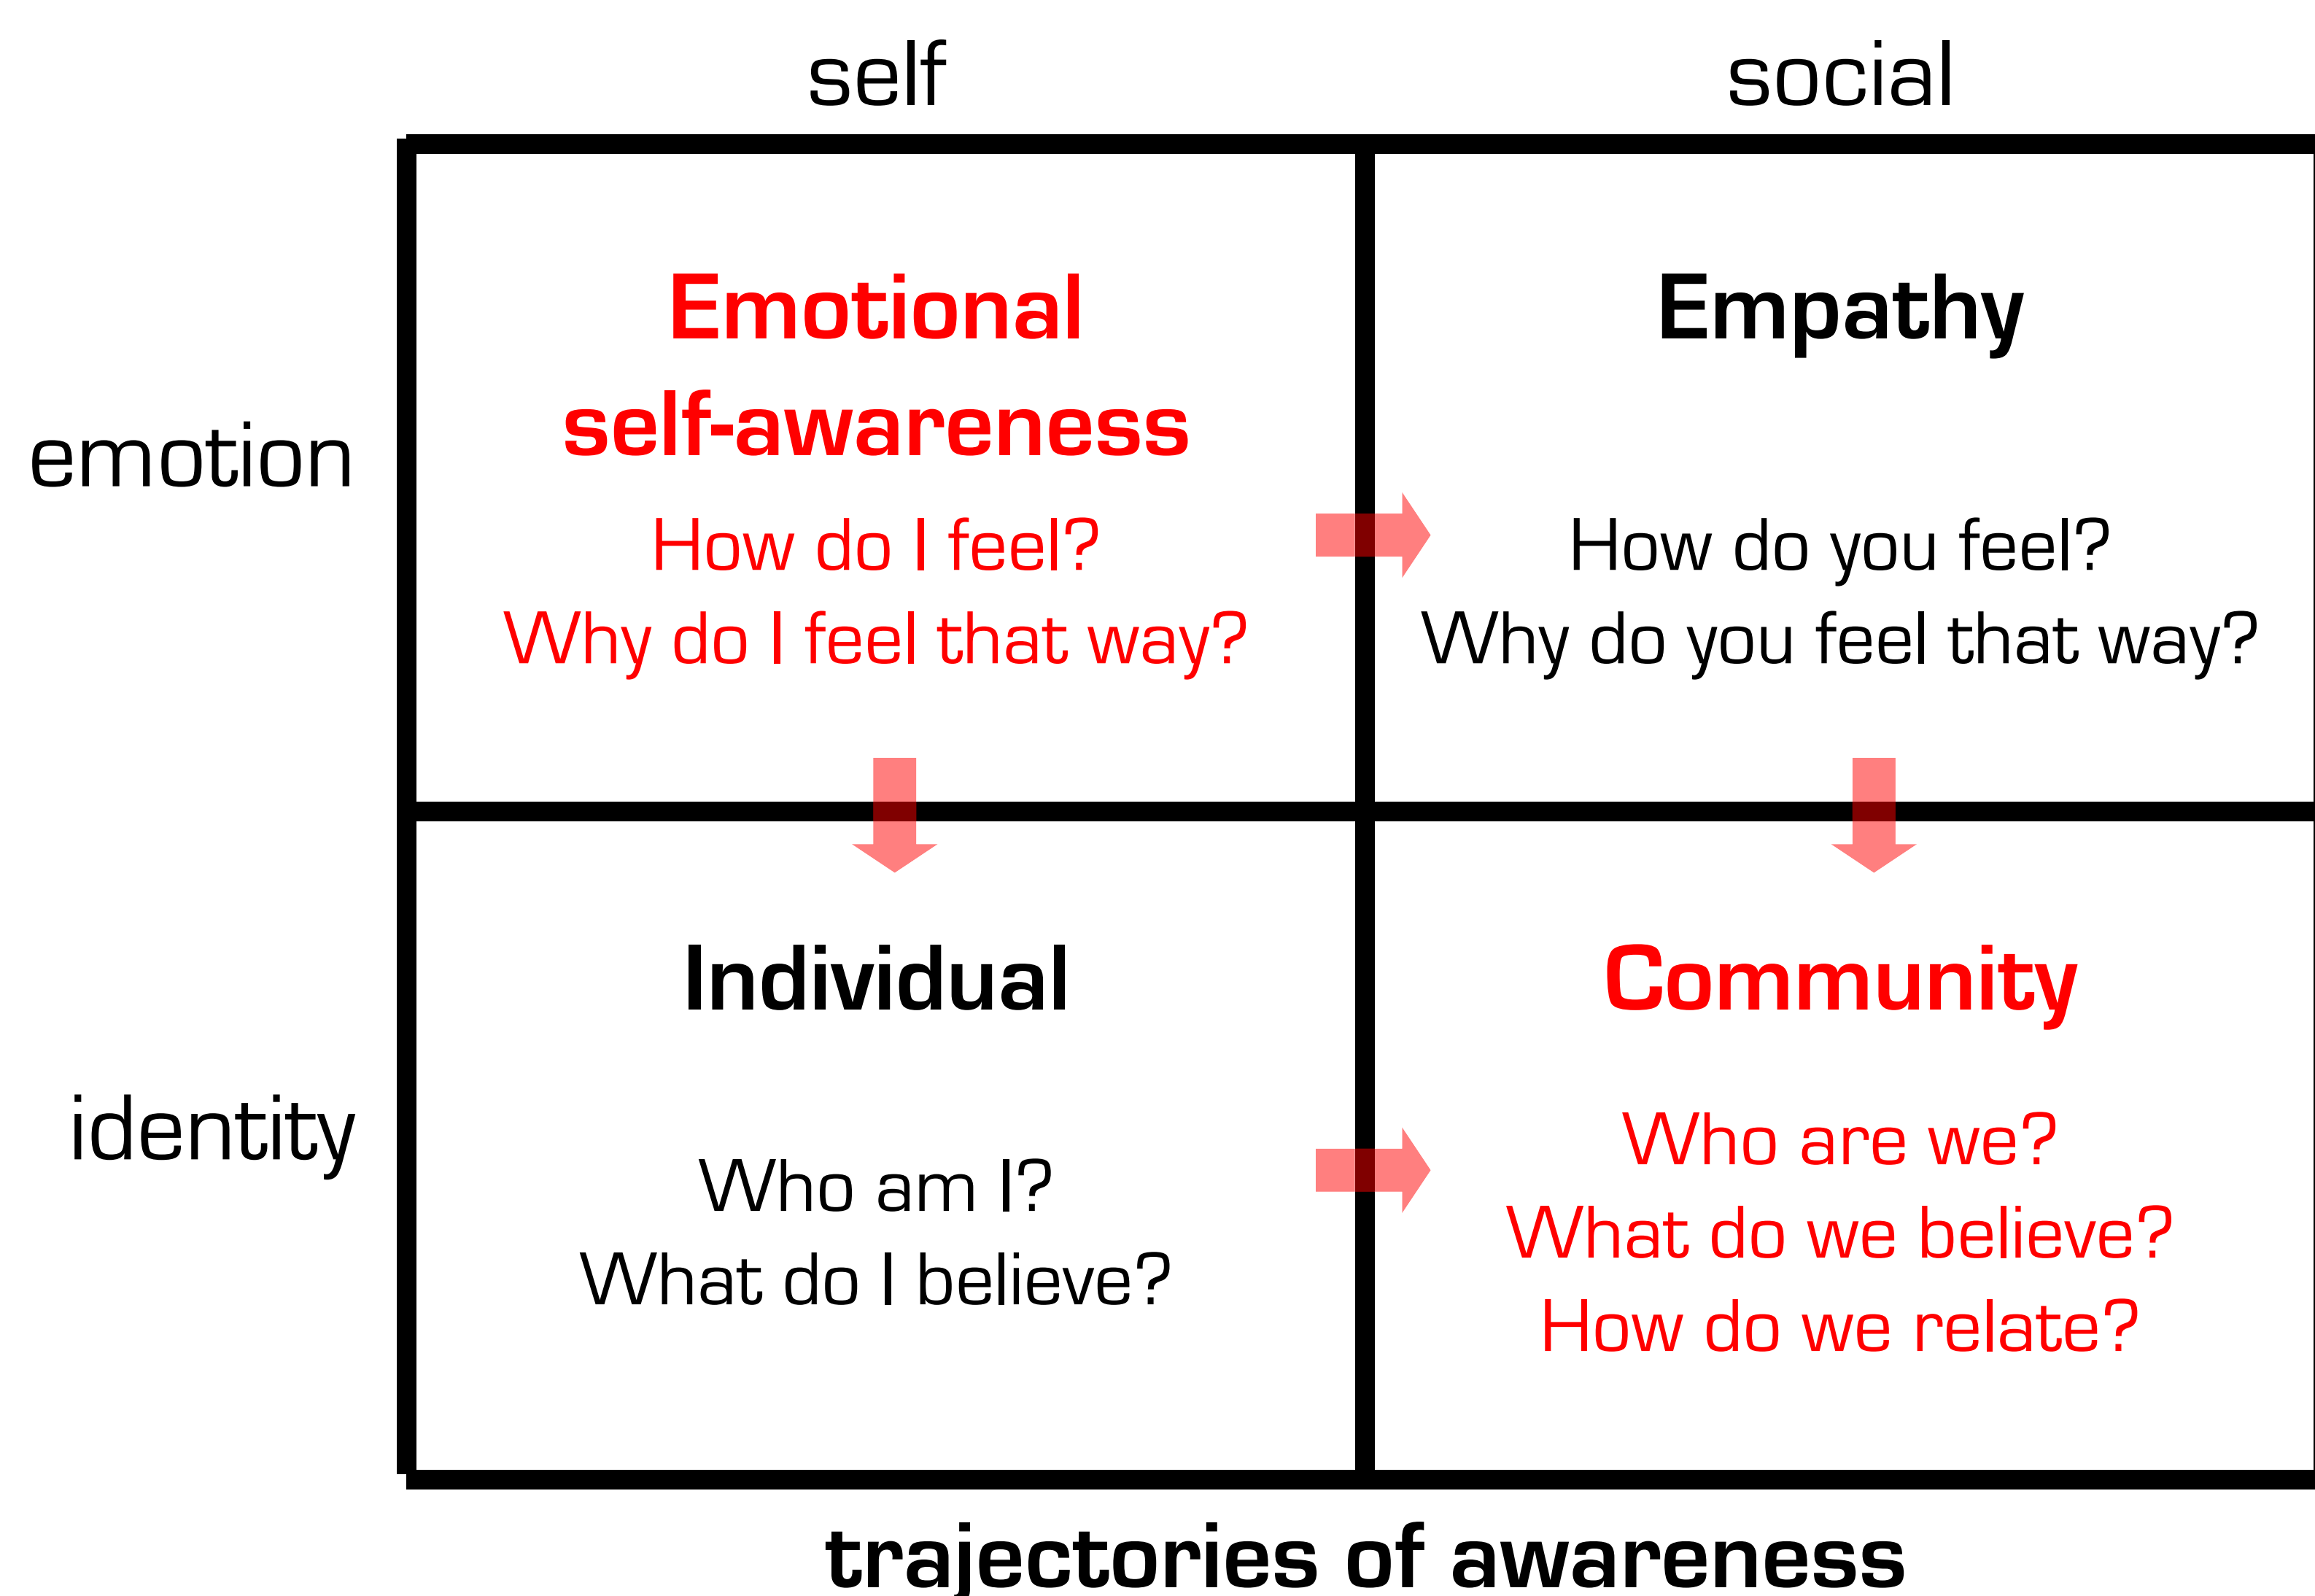 self
social
emotion
Emotional
self-awareness
How do I feel?
Why do I feel that way?
Empathy
How do you feel?
Why do you feel that way?
identity
Individual
Who am I?
What do I believe?
Community
Who are we?
What do we believe?
How do we relate?
trajectories of awareness